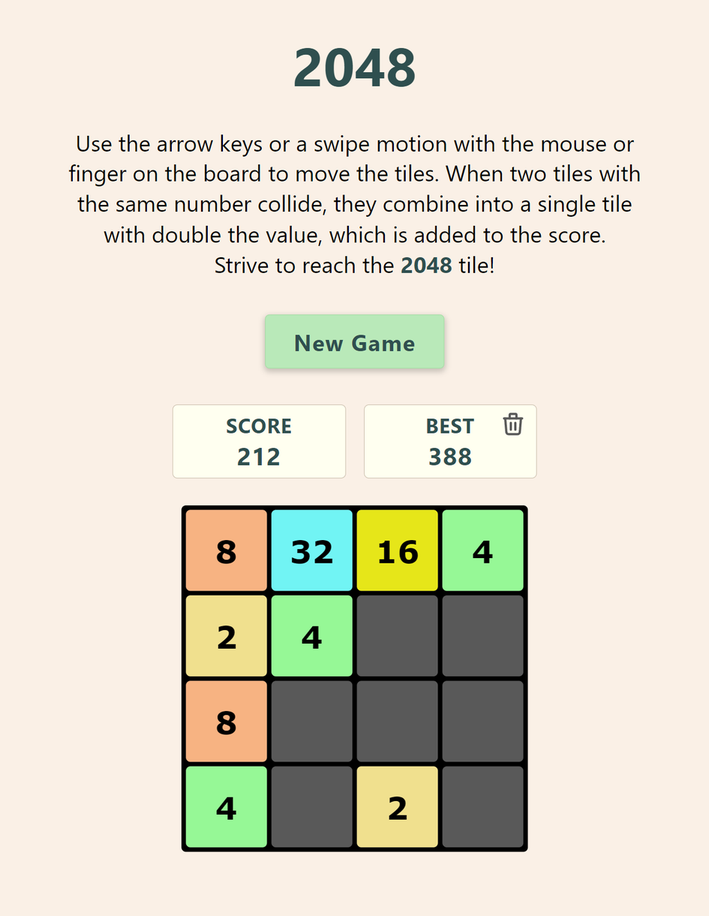 2048
Use the arrow keys or a swipe motion with the mouse or
finger on the board to move the tiles. When two tiles with
the same number collide, they combine into a single tile
with double the value, which is added to the score.
Strive to reach the 2048 tile!
New Game
SCORE
212
BEST
388
8 32 16 4
2 4
8
4 2